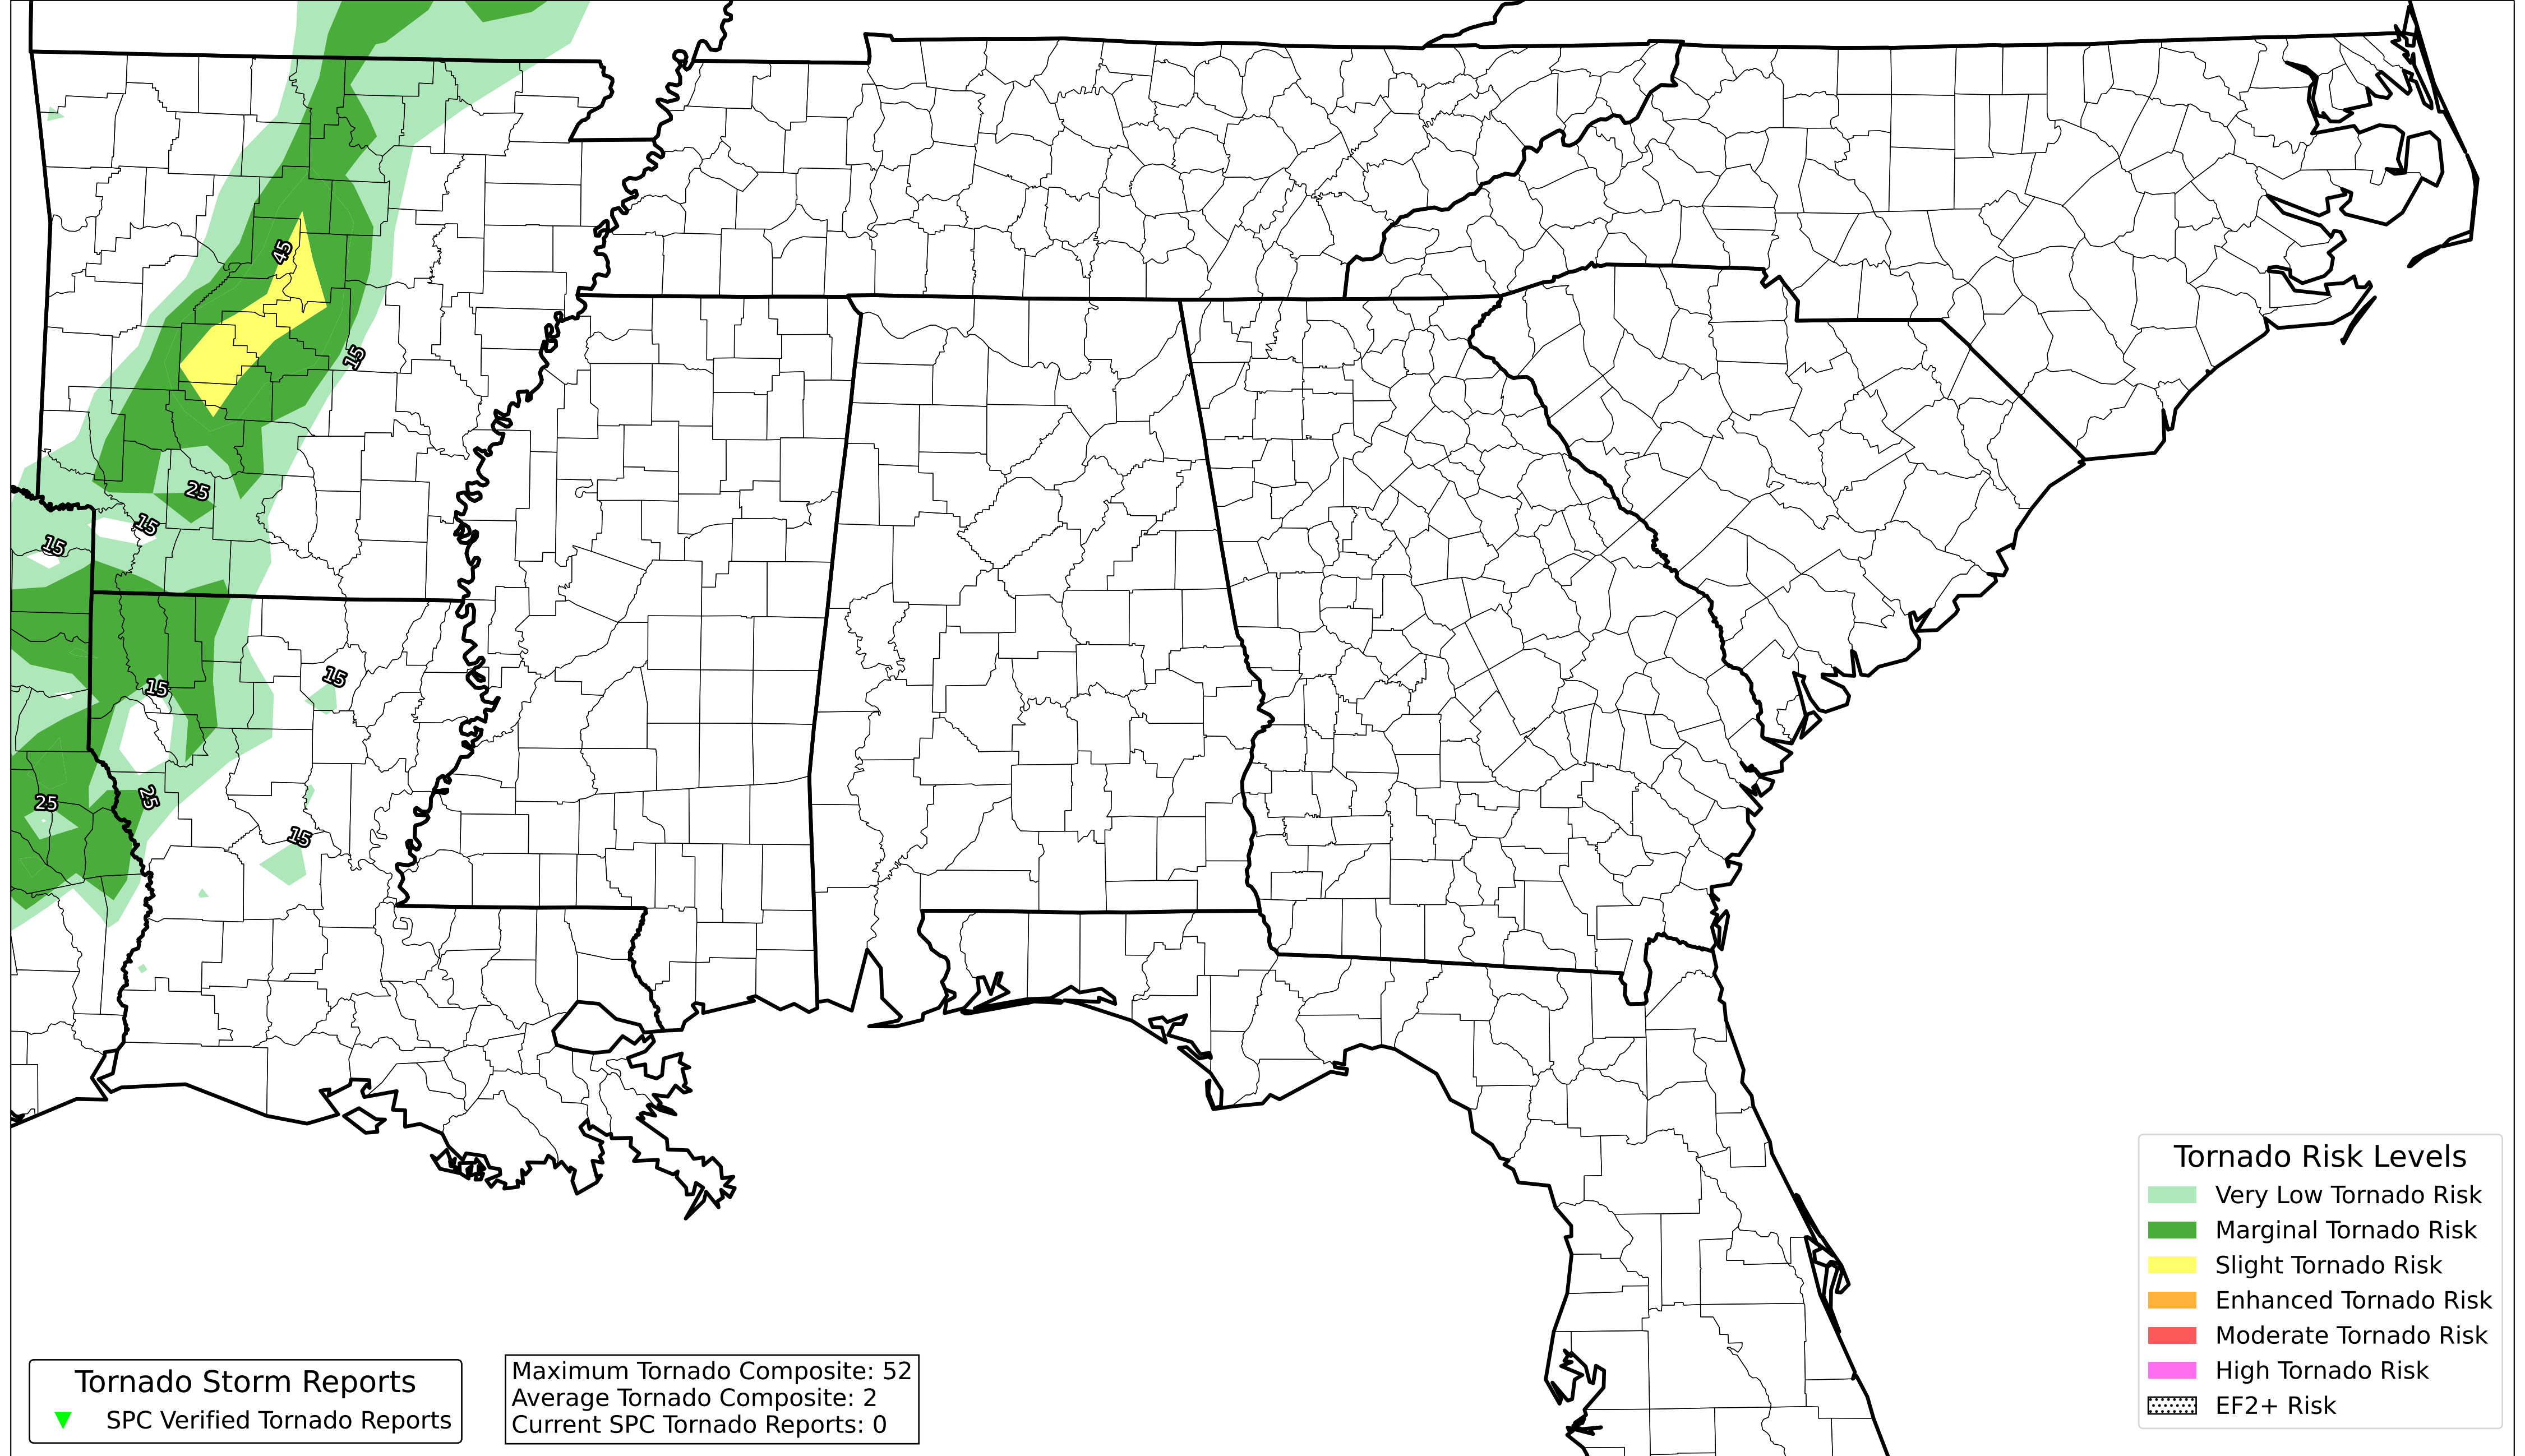 45
15
25
15
15
15
15
25
25
15
Tornado Risk Levels
Very Low Tornado Risk
Marginal Tornado Risk
Slight Tornado Risk
Enhanced Tornado Risk
Moderate Tornado Risk
High Tornado Risk
EF2+ Risk
Tornado Storm Reports
SPC Verified Tornado Reports
Maximum Tornado Composite: 52
Average Tornado Composite: 2
Current SPC Tornado Reports: 0